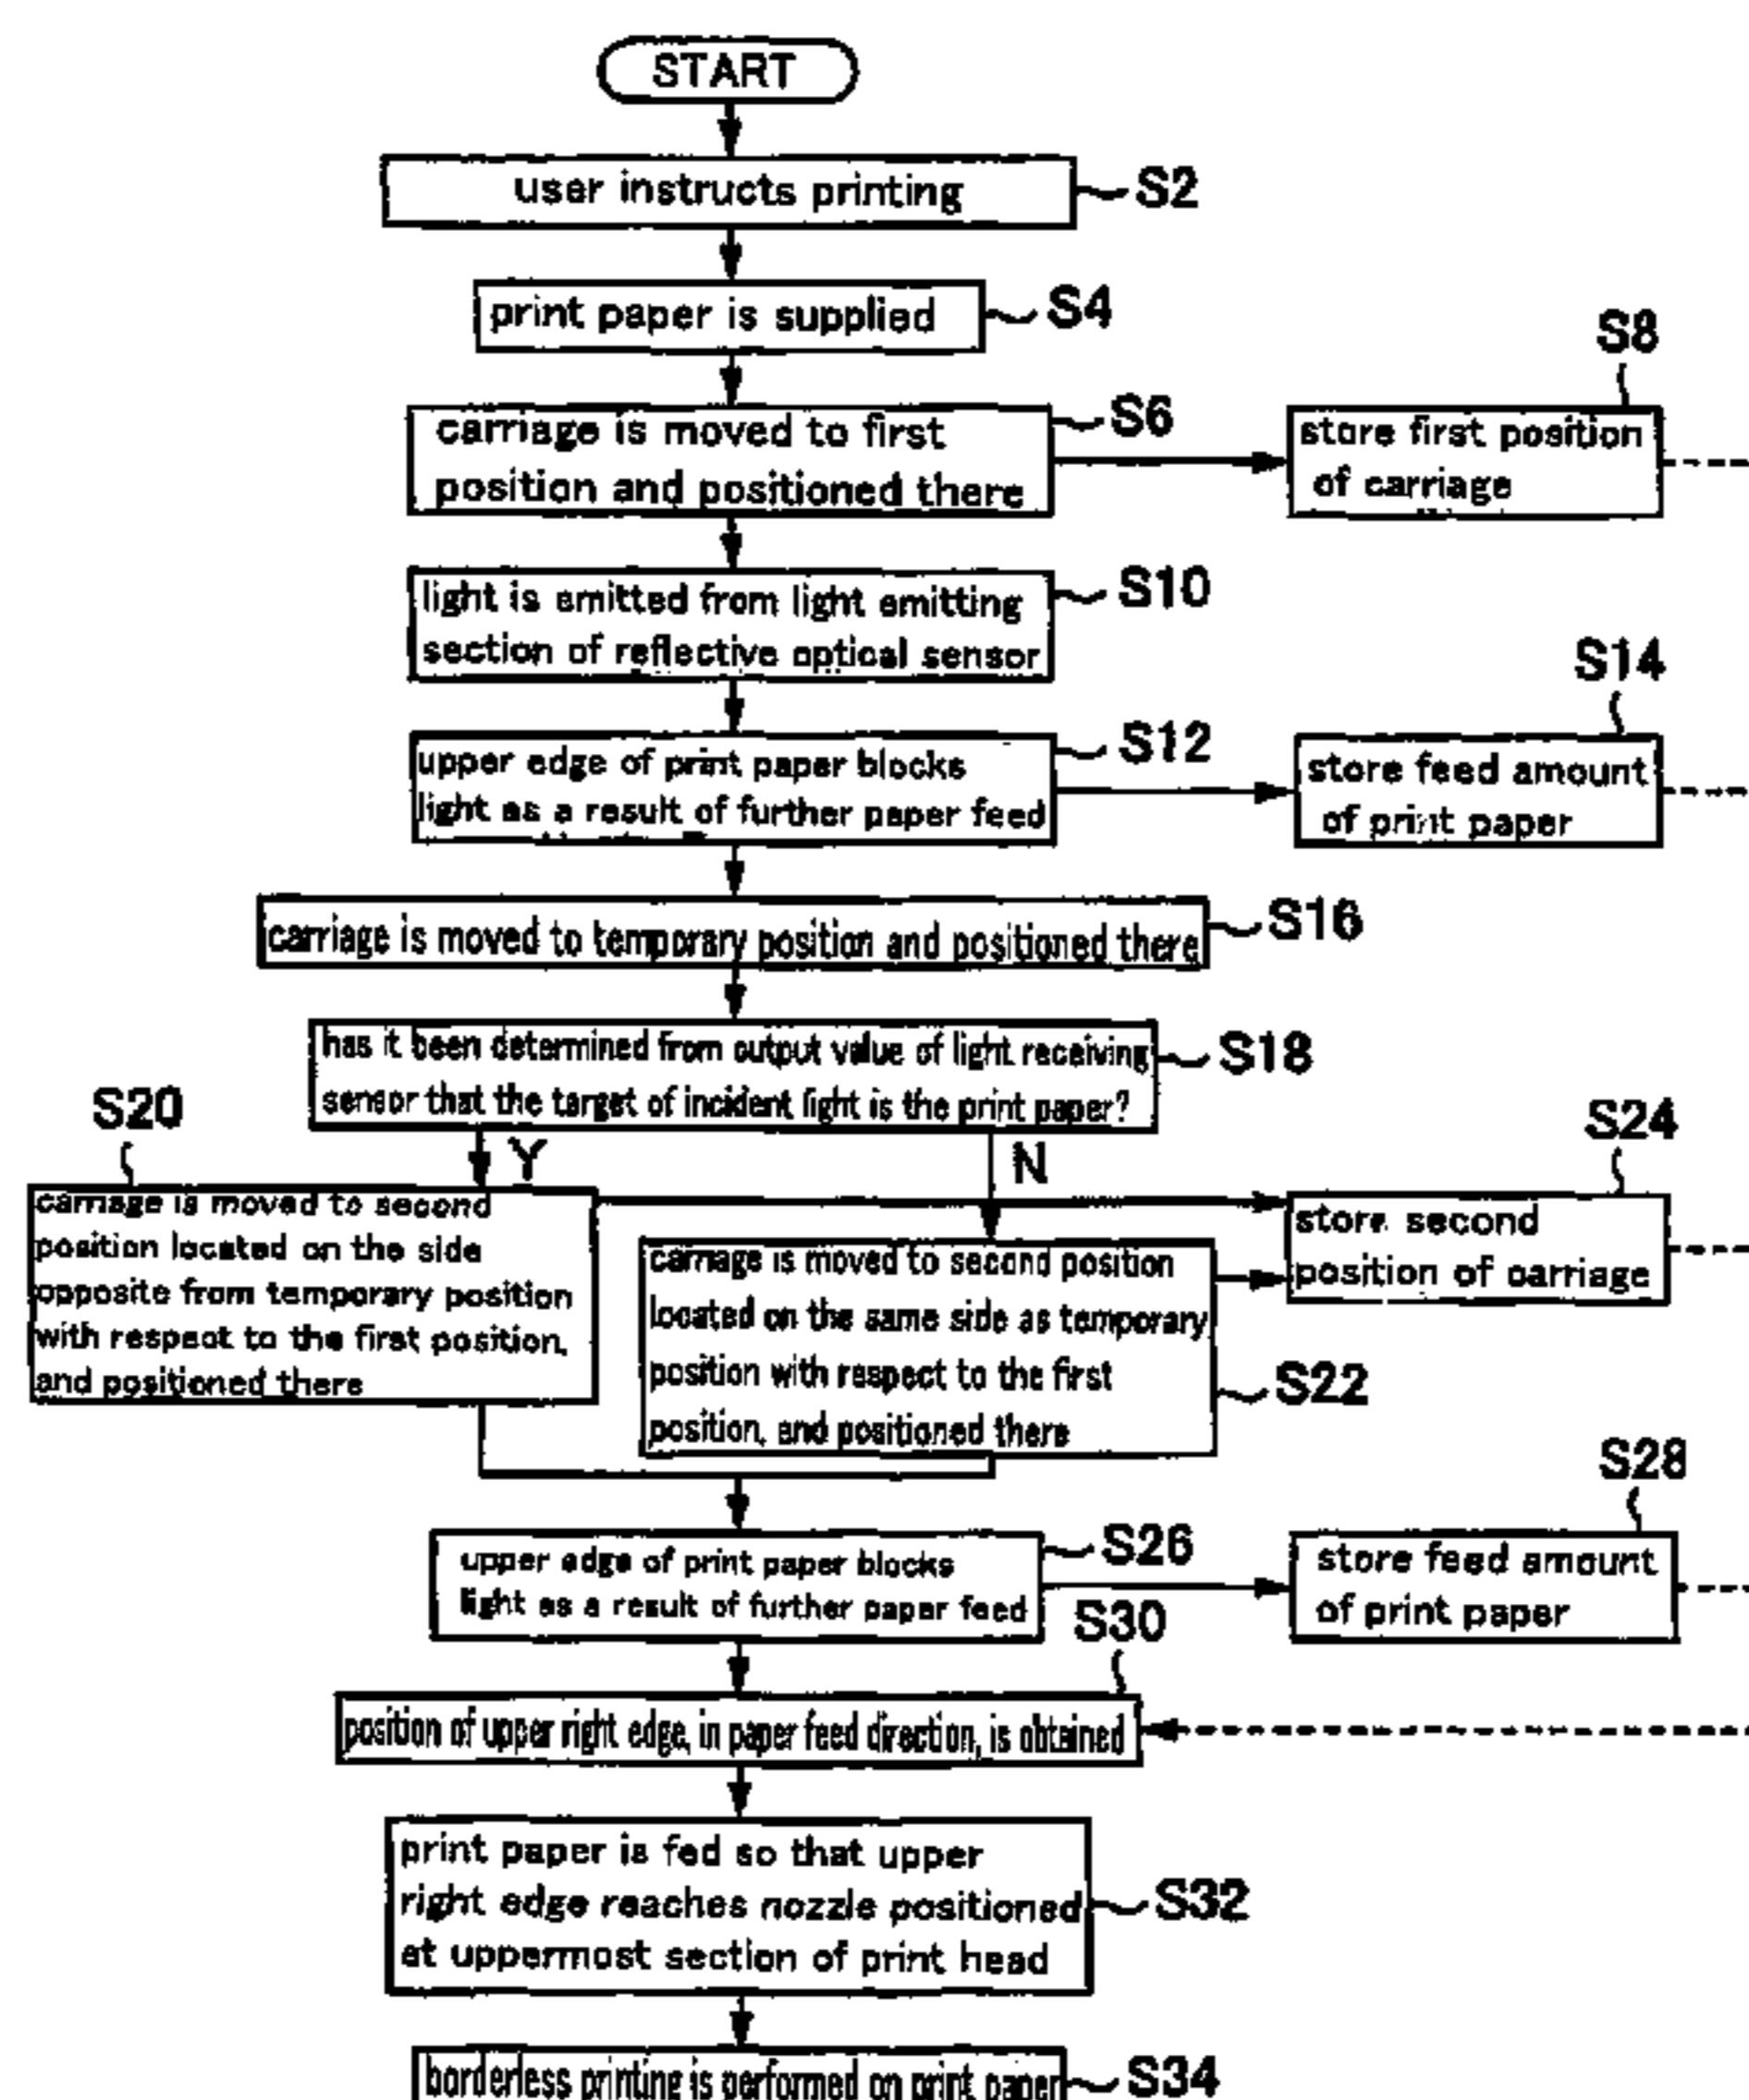 START
user instructs printing
S2
print paper is supplied
S4
S8
carriage is moved to first
position and positioned there
S6
store first position
of carriage
light is emitted from light emitting
section of reflective optical sensor
S10
S14
upper edge of print paper blocks
light as a result of further paper feed
S12
store feed amount
of print paper
carriage is moved to temporary position and positioned there
S16
has it been determined from output value of light receiving
sensor that the target of incident light is the print paper?
S18
S20
Y
N
S24
carriage is moved to second
position located on the side
opposite from temporary position
with respect to the first position,
and positioned there
store second
position of carriage
carriage is moved to second position
located on the same side as temporary
position with respect to the first
position, and positioned there
S22
S28
upper edge of print paper blocks
light as a result of further paper feed
S26
store feed amount
of print paper
S30
position of upper right edge, in paper feed direction, is obtained
print paper is fed so that upper
right edge reaches nozzle positioned
at uppermost section of print head
S32
borderless printing is performed on print paper
S34